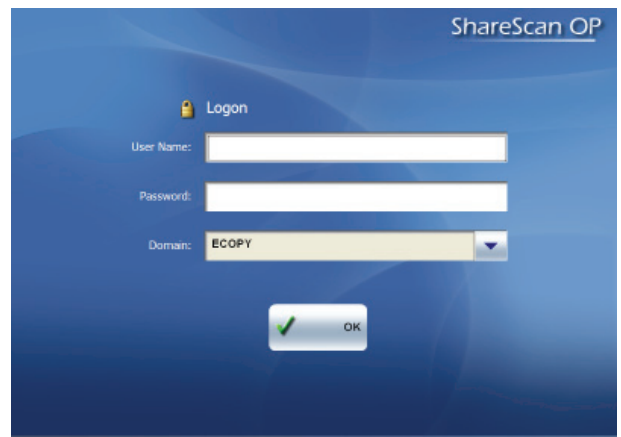 ShareScan OP
Logon
User Name:
Password:
Domain: ECOPY
OK